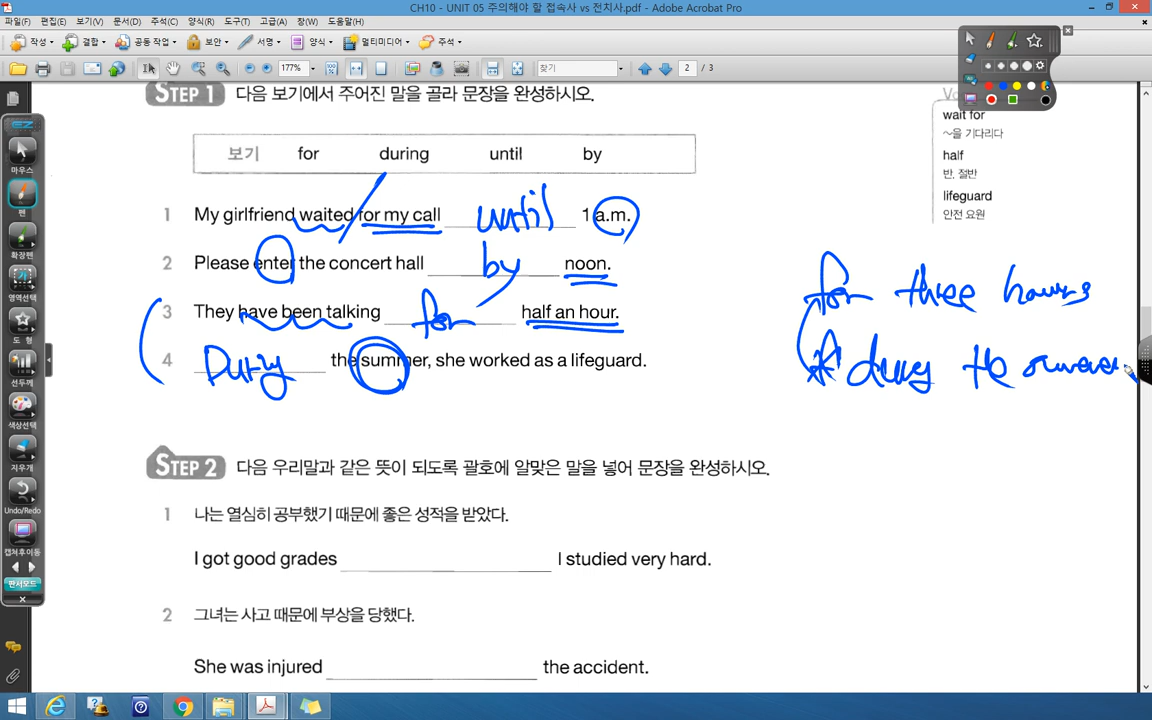 CH10 - UNIT 05 주의해야 할 접속사 vs 전치사.pdf - Adobe Acrobat Pro
파일(F) 편집(E) 보기(V) 문서(D) 주석(C) 양식(R) 도구(T) 고급(A) 창(W) 도움말(H)
작성 결합 공동 작업 보안 서명 양식 멀티미디어 주석
177% 찾기 2 / 3
STEP 1 다음 보기에서 주어진 말을 골라 문장을 완성하시오.
보기 for during until by
1 My girlfriend waited for my call until 1 a.m.
2 Please enter the concert hall by noon.
3 They have been talking for half an hour.
4 During the summer, she worked as a lifeguard.
wait for
~을 기다리다
half
반, 절반
lifeguard
안전 요원
for three hours
during the
STEP 2 다음 우리말과 같은 뜻이 되도록 괄호에 알맞은 말을 넣어 문장을 완성하시오.
1 나는 열심히 공부했기 때문에 좋은 성적을 받았다.
I got good grades I studied very hard.
2 그녀는 사고 때문에 부상을 당했다.
She was injured the accident.
EZ
마우스
펜
확장펜
영역선택
도 형
선두께
색상선택
지우개
Undo/Redo
캡쳐후이동
판서모드